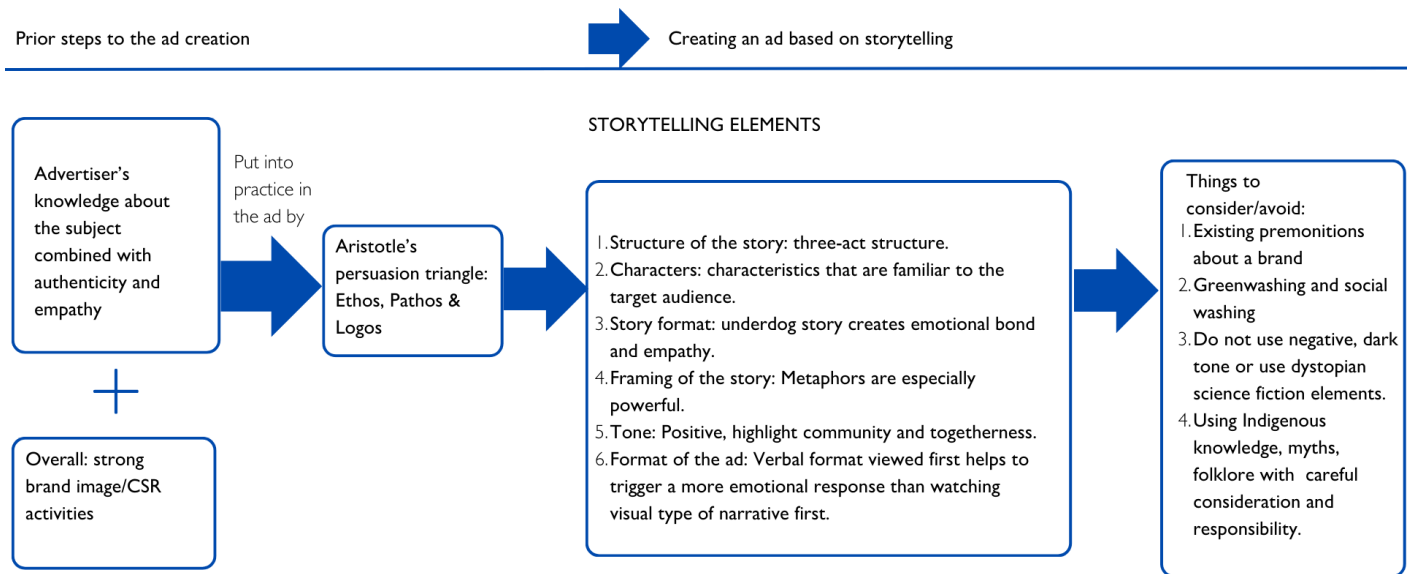 Prior steps to the ad creation
Creating an ad based on storytelling
STORYTELLING ELEMENTS
Advertiser's
knowledge about
the subject
combined with
authenticity and
empathy
Overall: strong
brand image/CSR
activities
Put into
practice in
the ad by
Aristotle's
persuasion triangle:
Ethos, Pathos &
Logos
1. Structure of the story: three-act structure.
2. Characters: characteristics that are familiar to the
target audience.
3. Story format: underdog story creates emotional bond
and empathy.
4. Framing of the story: Metaphors are especially
powerful.
5. Tone: Positive, highlight community and togetherness.
6. Format of the ad: Verbal format viewed first helps to
trigger a more emotional response than watching
visual type of narrative first.
Things to
consider/avoid:
1. Existing premonitions
about a brand
2. Greenwashing and social
washing
3. Do not use negative, dark
tone or use dystopian
science fiction elements.
4. Using Indigenous
knowledge, myths,
folklore with careful
consideration and
responsibility.